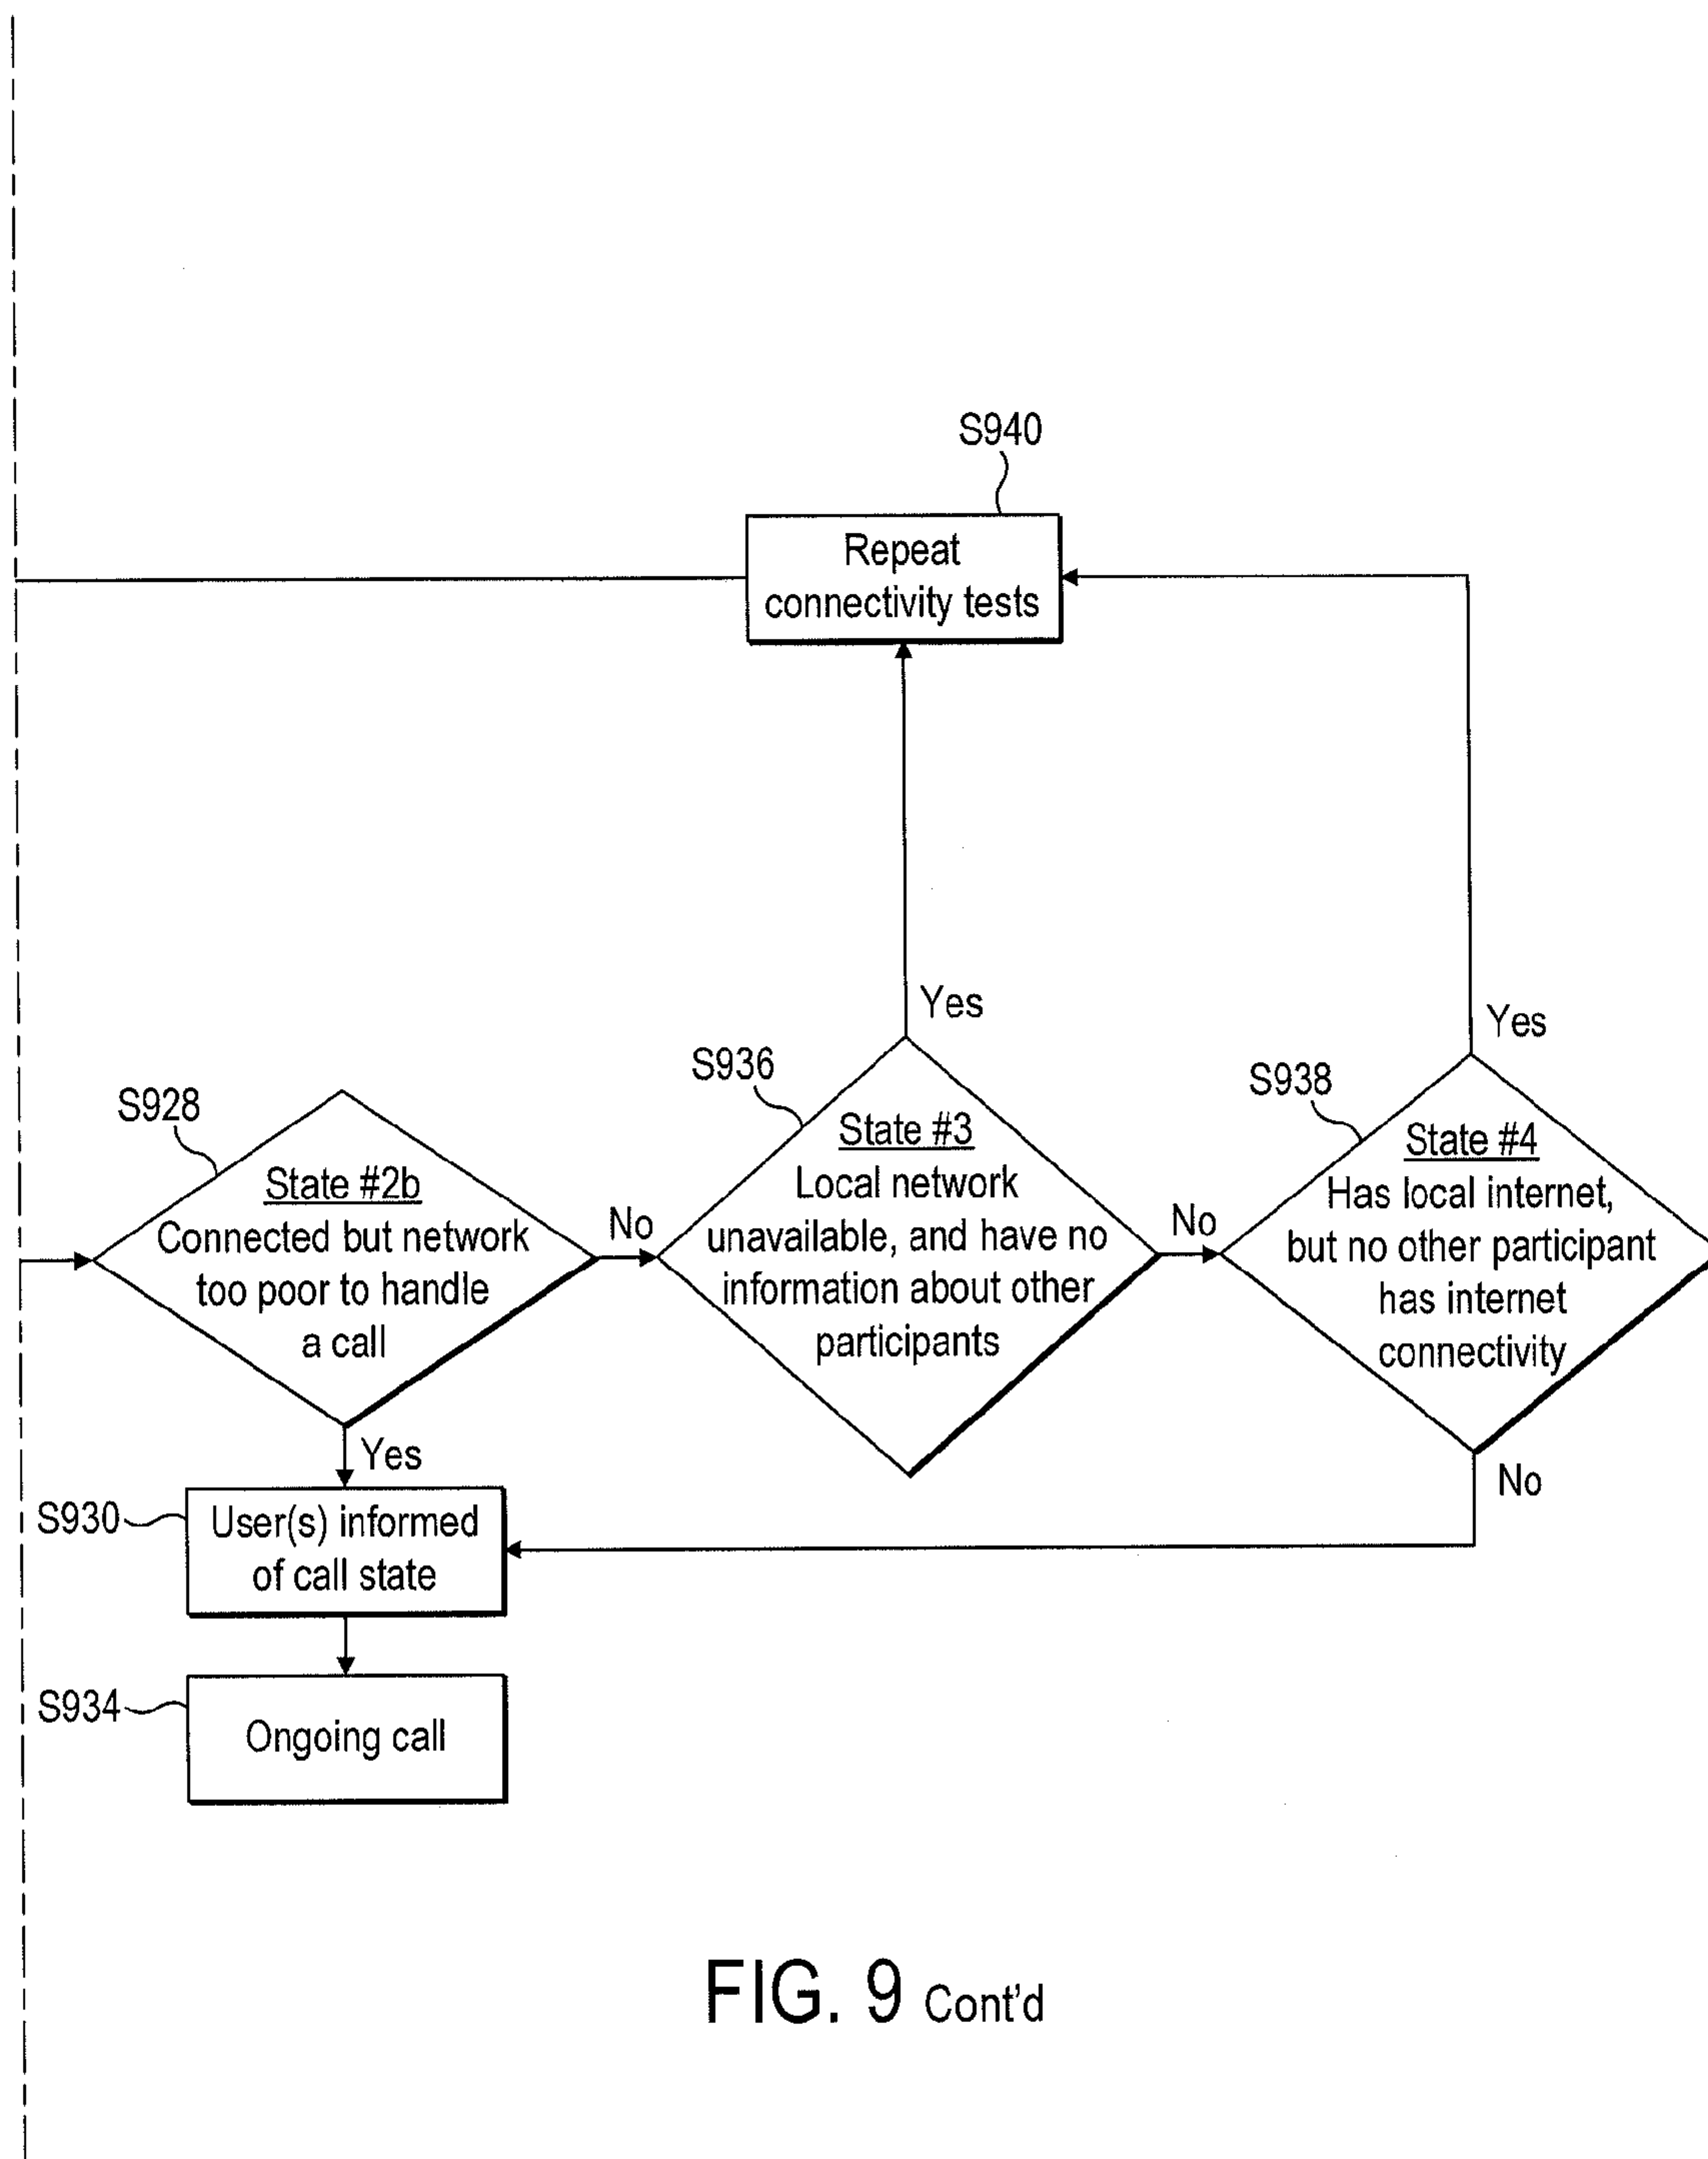 S940
Repeat
connectivity tests
Yes
Yes
S936
S938
S928
State #3
Local network
unavailable, and have no
information about other
participants
State #4
Has local internet,
but no other participant
has internet
connectivity
State #2b
Connected but network
too poor to handle
a call
No
No
Yes
No
S930
User(s) informed
of call state
S934
Ongoing call
FIG. 9 Cont'd